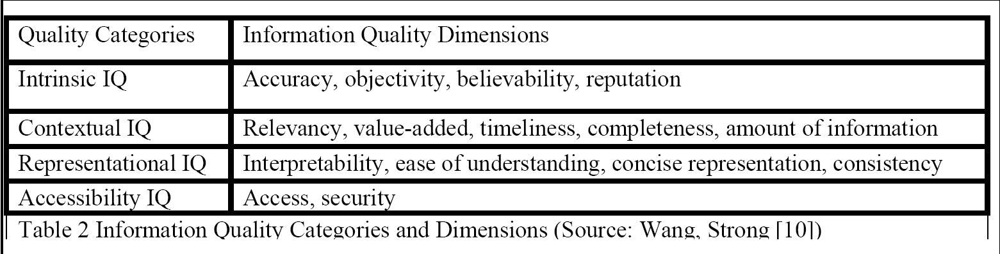 Quality Categories Information Quality Dimensions
Intrinsic IQ Accuracy, objectivity, believability, reputation
Contextual IQ Relevancy, value-added, timeliness, completeness, amount of information
Representational IQ Interpretability, ease of understanding, concise representation, consistency
Accessibility IQ Access, security
Table 2 Information Quality Categories and Dimensions (Source: Wang, Strong [10])